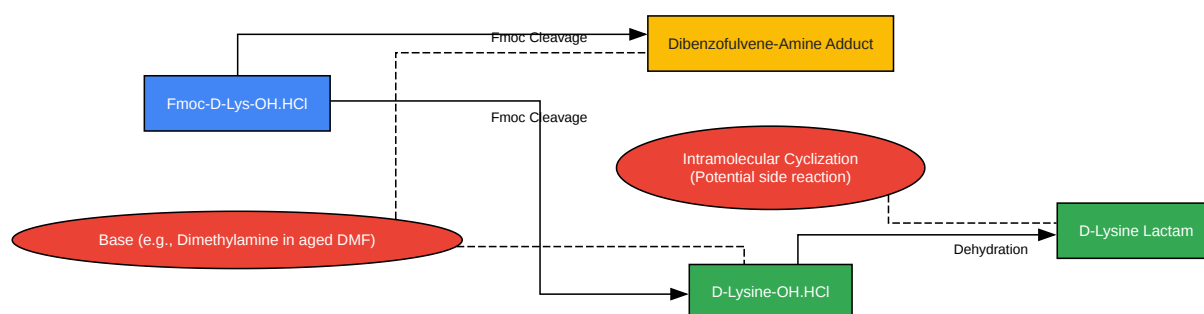 Fmoc Cleavage
Dibenzofulvene-Amine Adduct
Fmoc-D-Lys-OH.HCl
Fmoc Cleavage
Intramolecular Cyclization
(Potential side reaction)
Base (e.g., Dimethylamine in aged DMF)
D-Lysine Lactam
Dehydration
D-Lysine-OH.HCl